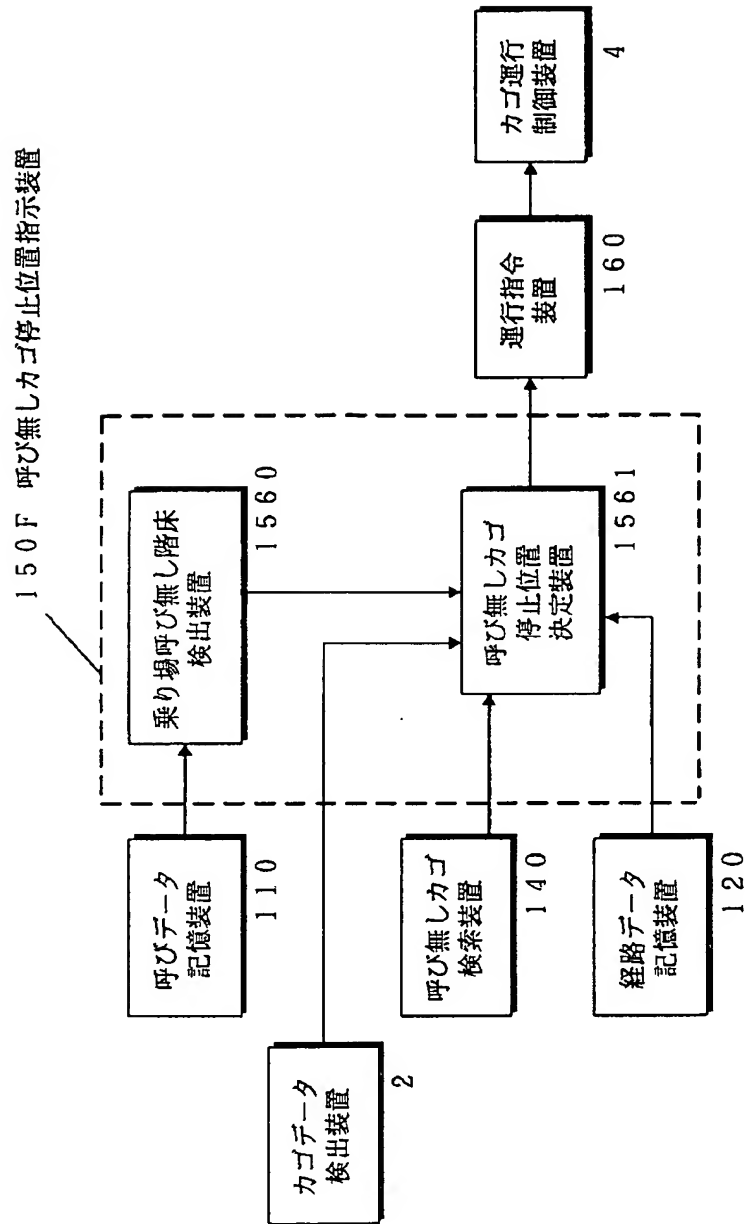 150F 呼び無しカゴ停止位置指示装置
呼びデータ
記憶装置
110
乗り場呼び無し階床
検出装置
1560
カゴデータ
検出装置
2
呼び無しカゴ
検索装置
140
呼び無しカゴ
停止位置
決定装置
1561
運行指令
装置
160
カゴ運行
制御装置
4
経路データ
記憶装置
120